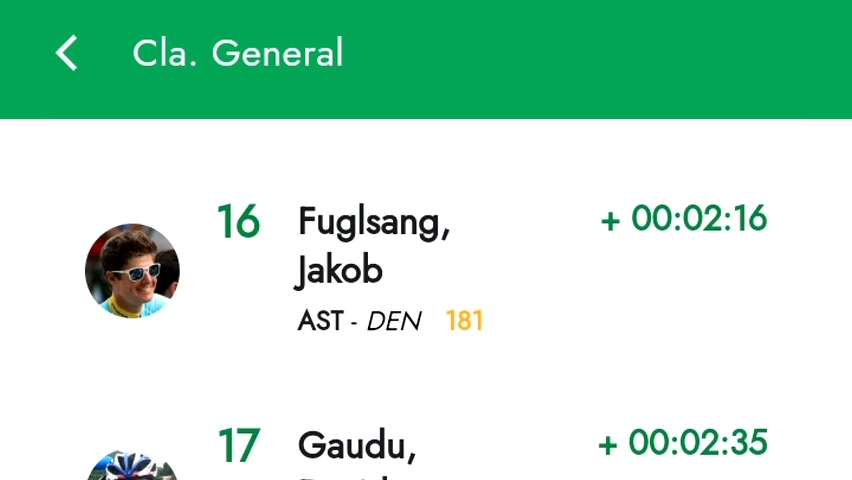 Cla. General
16 Fuglsang, + 00:02:16
Jakob
AST - DEN 181
17 Gaudu, + 00:02:35